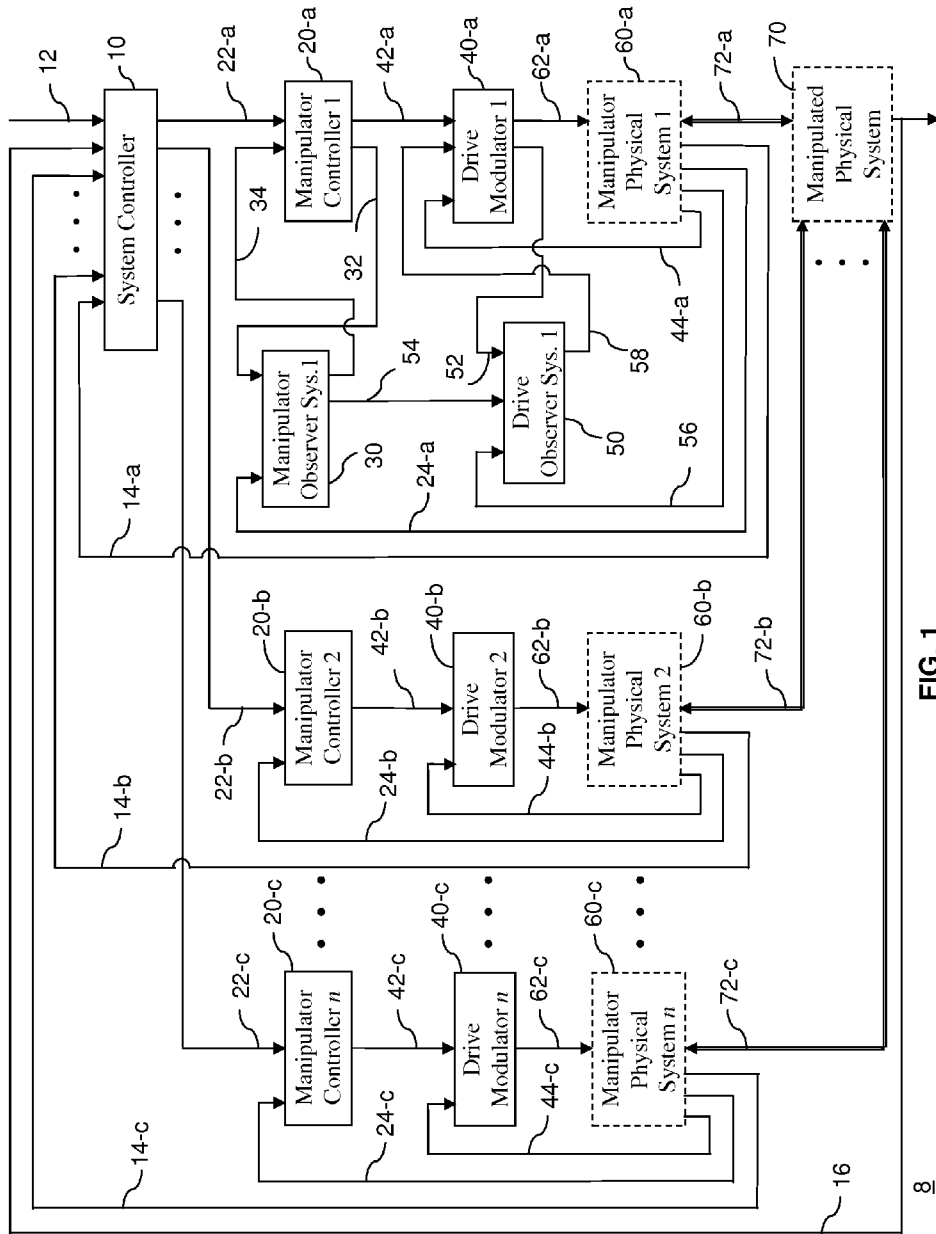 12
10
System Controller
22-a
20-a
Manipulator
Controller 1
34
32
42-a
40-a
Drive
Modulator 1
62-a
60-a
Manipulator
Physical
System 1
72-a
70
Manipulated
Physical
System
Manipulator
Observer Sys.1
30
54
52
Drive
Observer Sys. 1
50
58
44-a
56
24-a
14-a
20-b
22-b
Manipulator
Controller 2
42-b
40-b
Drive
Modulator 2
62-b
60-b
Manipulator
Physical
System 2
72-b
24-b
44-b
14-b
20-c
22-c
Manipulator
Controller n
42-c
40-c
Drive
Modulator n
62-c
60-c
Manipulator
Physical
System n
72-c
24-c
44-c
14-c
16
8
FIG. 1